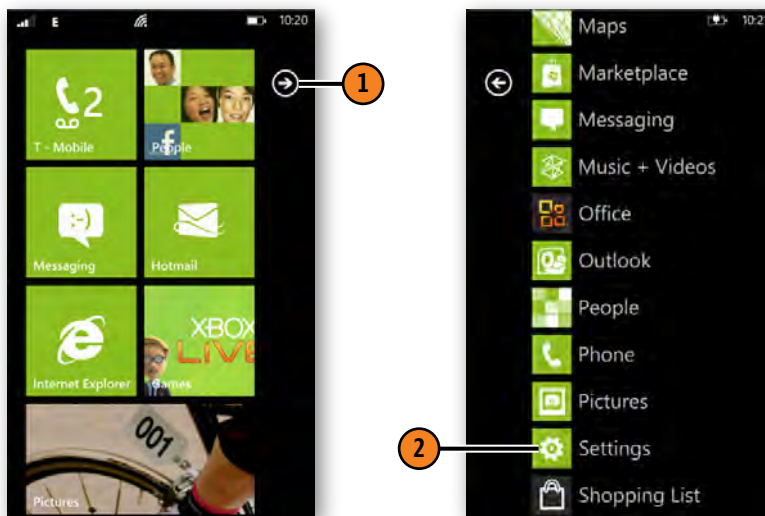 E 10:20
2
T - Mobile
f
People
1
Messaging
Hotmail
Internet Explorer
XBOX
LIVE
Games
001
Pictures
Maps
Marketplace
Messaging
Music + Videos
Office
Outlook
People
Phone
Pictures
2
Settings
Shopping List